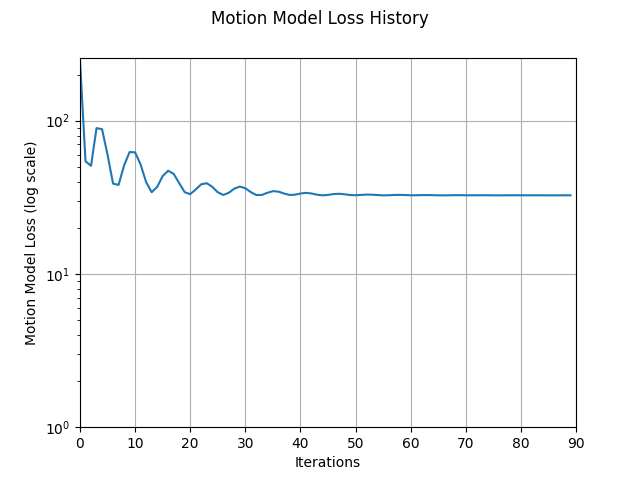 Motion Model Loss History
Motion Model Loss (log scale)
10²
10¹
10⁰
0 10 20 30 40 50 60 70 80 90
Iterations